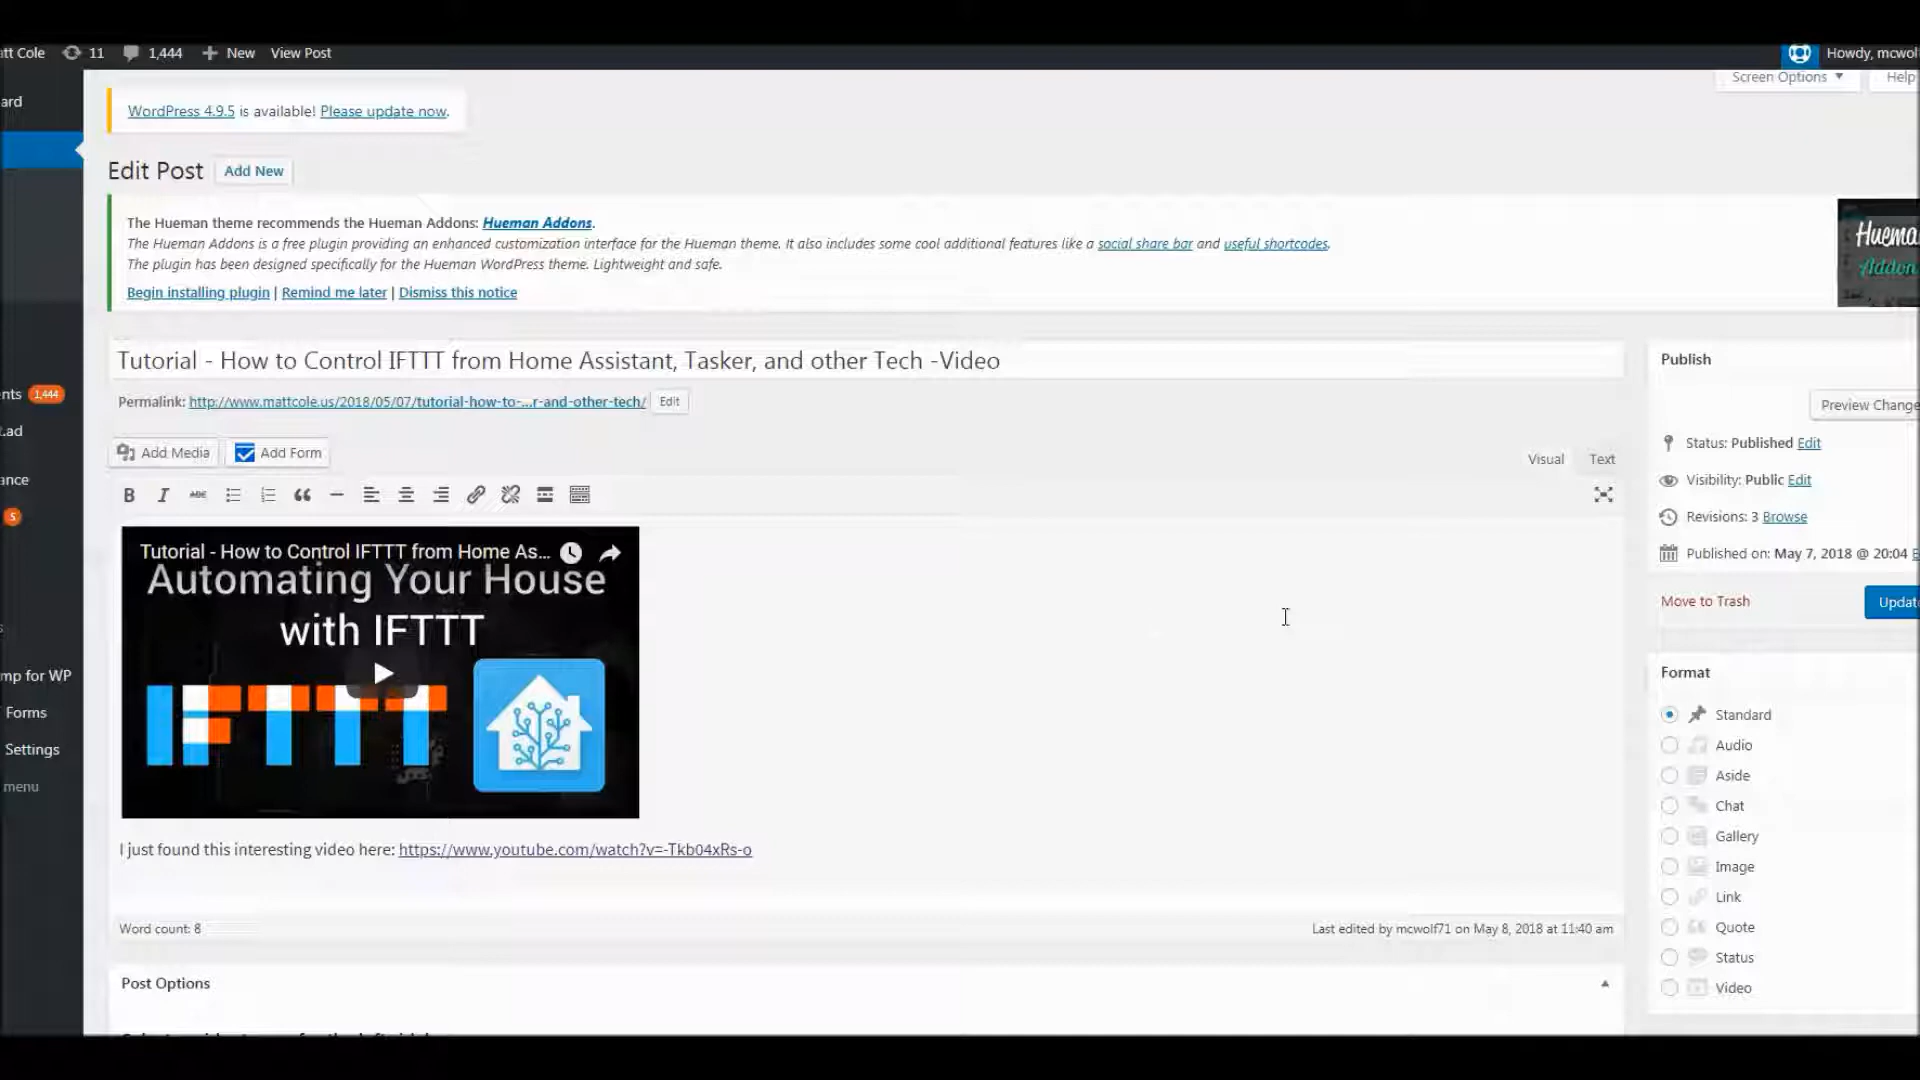 tt Cole 11 1,444 New View Post Howdy, mcwol
Screen Options Help
ard
WordPress 4.9.5 is available! Please update now.
Edit Post Add New
The Hueman theme recommends the Hueman Addons: Hueman Addons.
The Hueman Addons is a free plugin providing an enhanced customization interface for the Hueman theme. It also includes some cool additional features like a social share bar and useful shortcodes.
The plugin has been designed specifically for the Hueman WordPress theme. Lightweight and safe.
Begin installing plugin | Remind me later | Dismiss this notice
Huema
Addon
nts 1,444
.ad
ance
5
s
mp for WP
Forms
Settings
menu
Tutorial - How to Control IFTTT from Home Assistant, Tasker, and other Tech -Video
Permalink: http://www.mattcole.us/2018/05/07/tutorial-how-to-...r-and-other-tech/ Edit
Add Media Add Form
Visual Text
B I ABC
Tutorial - How to Control IFTTT from Home As...
Automating Your House
with IFTTT
IFTTT
I just found this interesting video here: https://www.youtube.com/watch?v=-Tkb04xRs-o
Word count: 8
Last edited by mcwolf71 on May 8, 2018 at 11:40 am
Post Options
Publish
Preview Change
Status: Published Edit
Visibility: Public Edit
Revisions: 3 Browse
Published on: May 7, 2018 @ 20:04 E
Move to Trash Updat
Format
Standard
Audio
Aside
Chat
Gallery
Image
Link
Quote
Status
Video